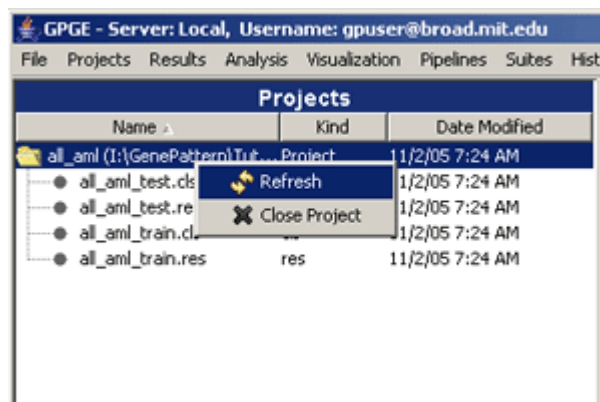 GPGE - Server: Local, Username: gpuser@broad.mit.edu
File Projects Results Analysis Visualization Pipelines Suites Hist
Projects
Name Kind Date Modified
all_aml (I:\GenePattern\Tut... Project 11/2/05 7:24 AM
all_aml_test.cls 1/2/05 7:24 AM
Refresh
all_aml_test.re 1/2/05 7:24 AM
Close Project
all_aml_train.cl 11/2/05 7:24 AM
all_aml_train.res res 11/2/05 7:24 AM